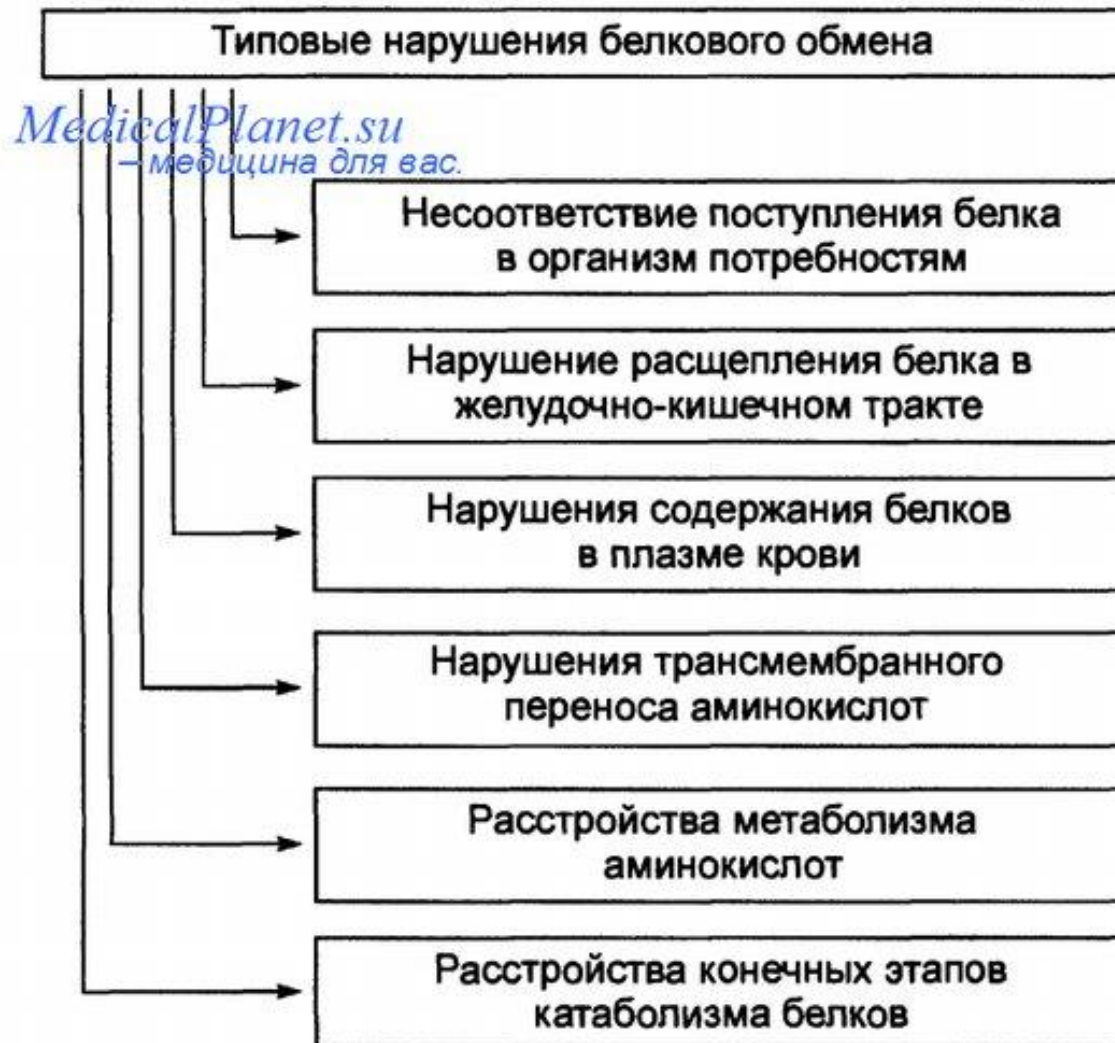 Типовые нарушения белкового обмена
MedicalPlanet.su
– медицина для вас.
Несоответствие поступления белка
в организм потребностям
Нарушение расщепления белка в
желудочно-кишечном тракте
Нарушения содержания белков
в плазме крови
Нарушения трансмембранного
переноса аминокислот
Расстройства метаболизма
аминокислот
Расстройства конечных этапов
катаболизма белков